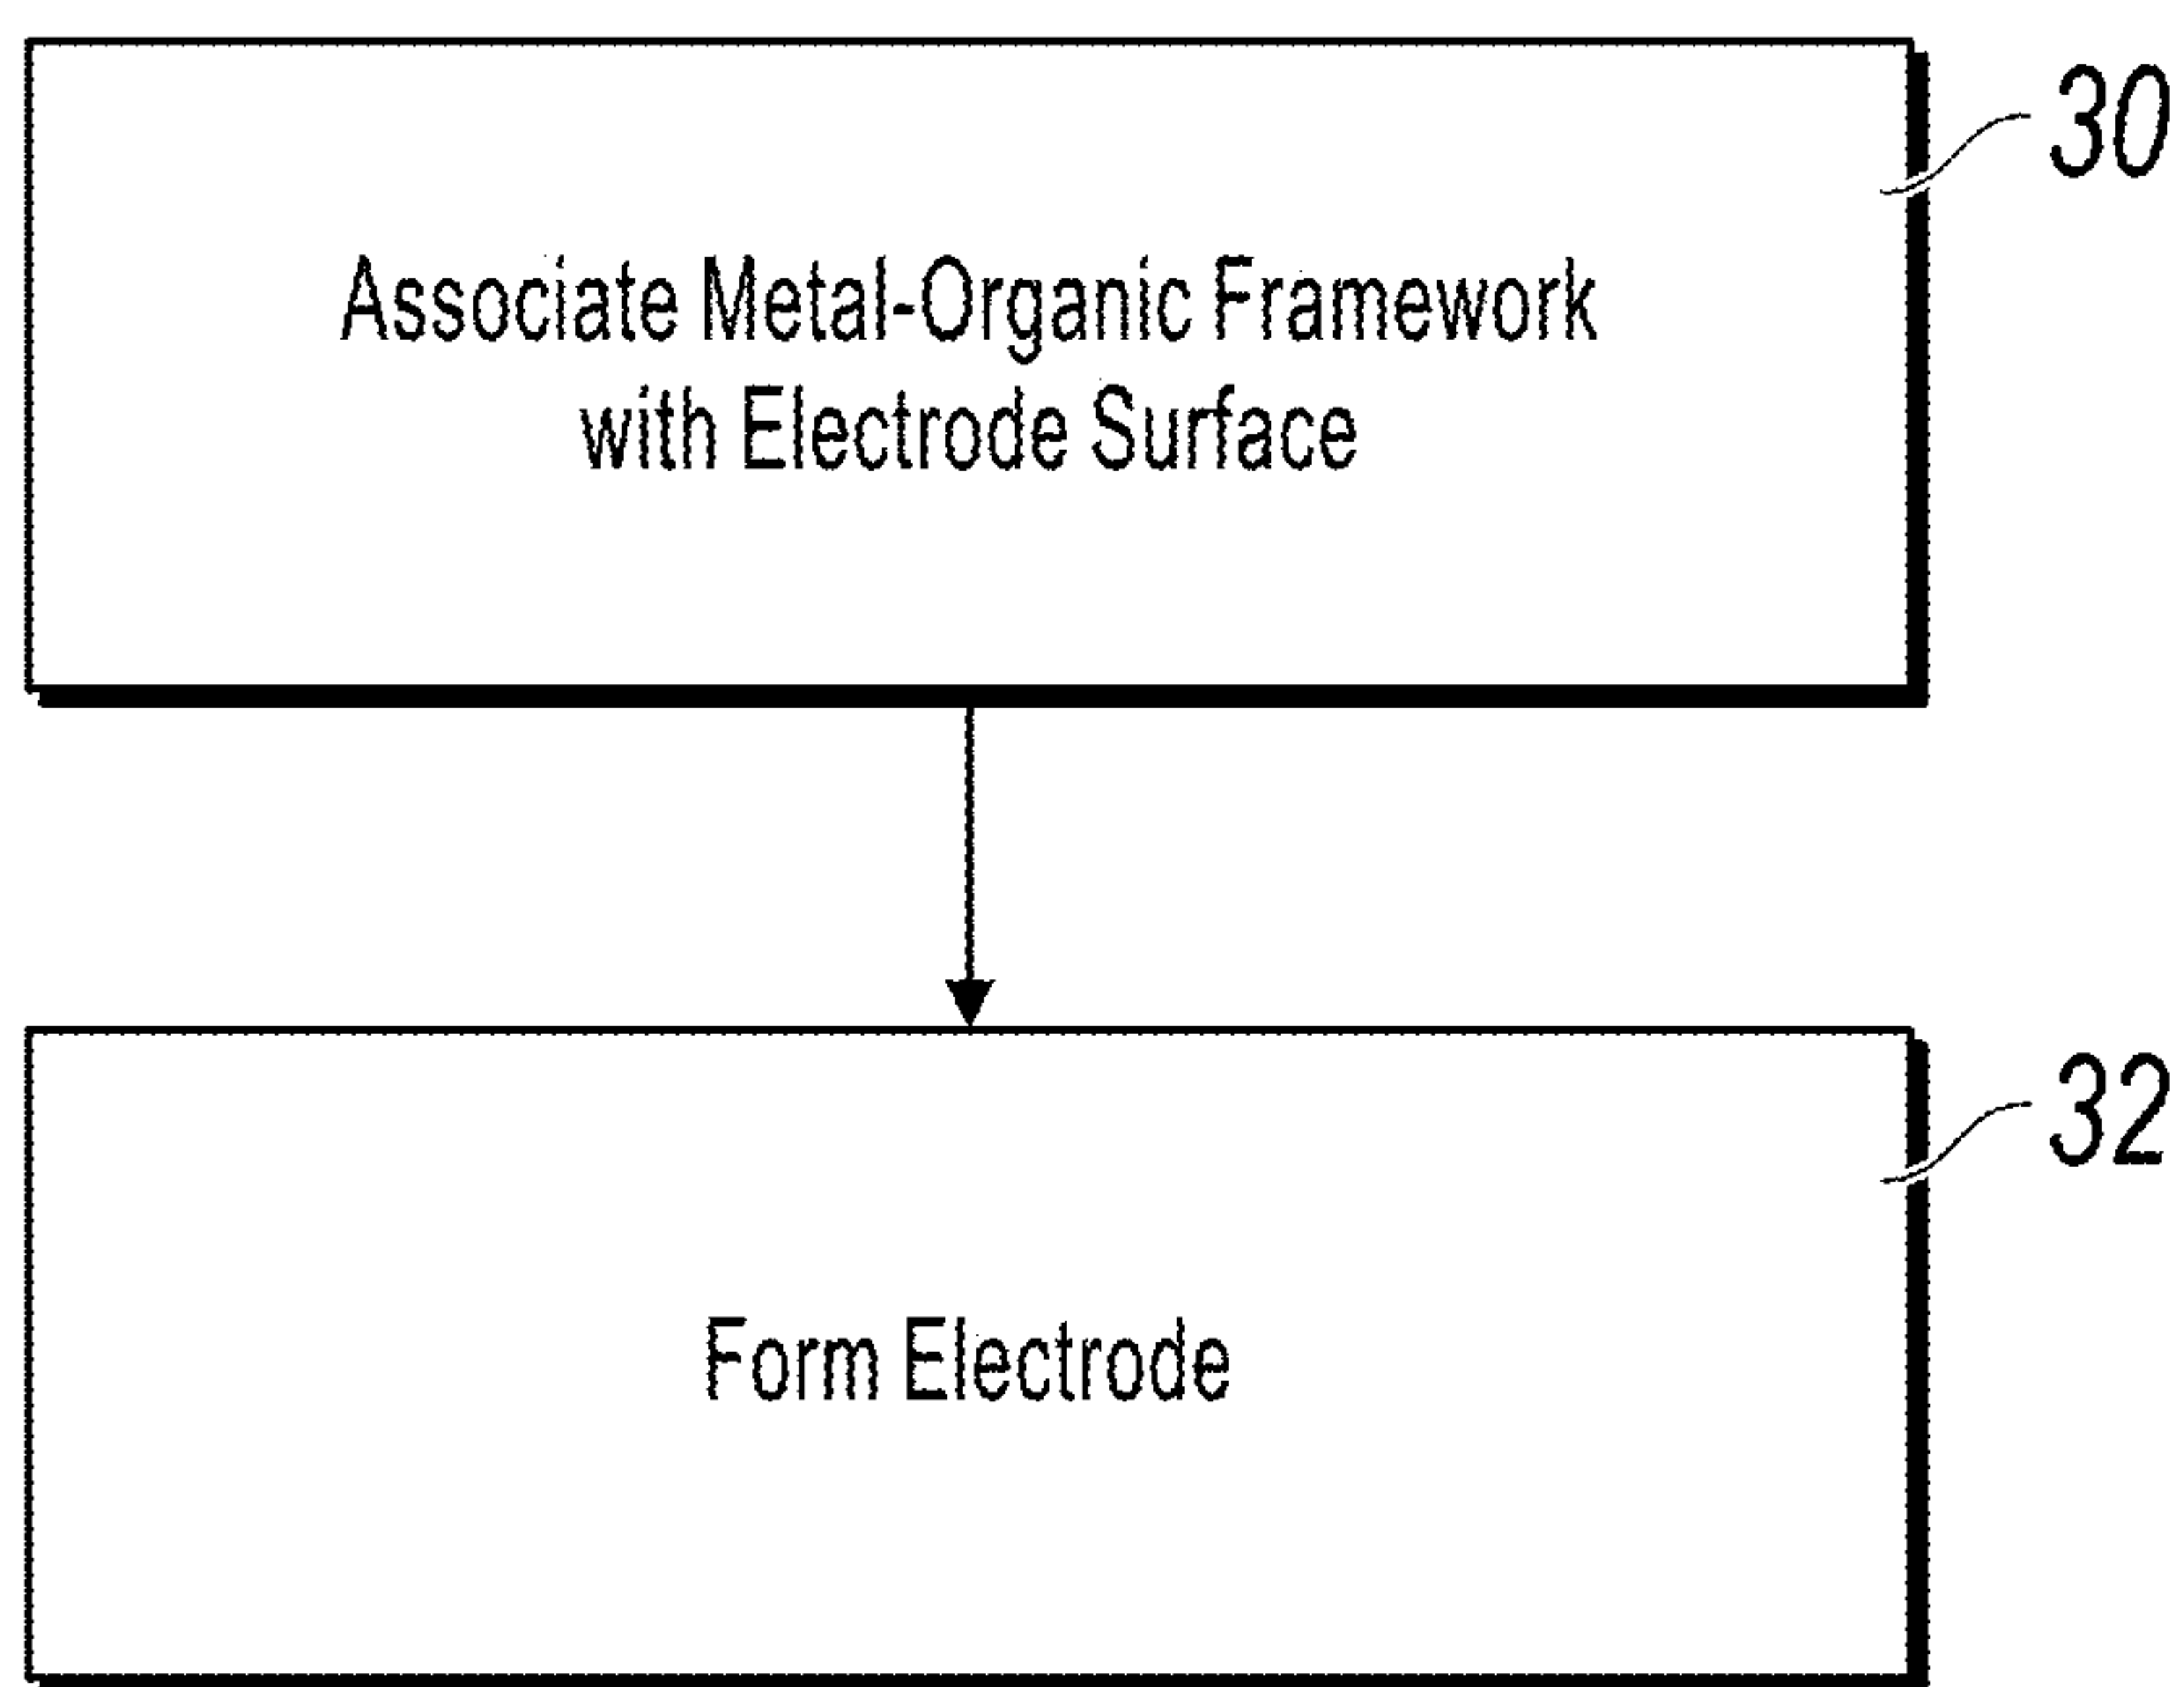 30
Associate Metal-Organic Framework
with Electrode Surface
32
Form Electrode